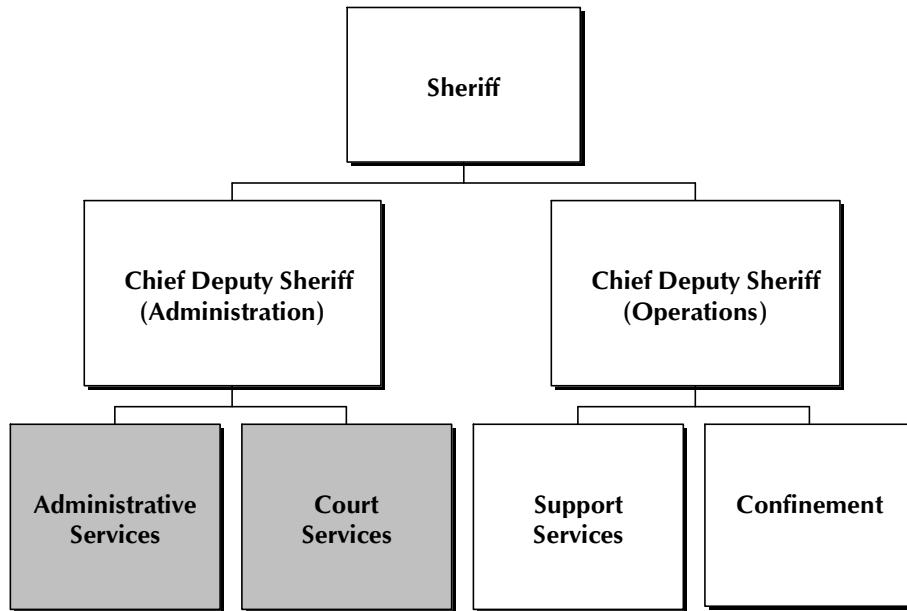 Sheriff
Chief Deputy Sheriff
(Administration)
Chief Deputy Sheriff
(Operations)
Administrative
Services
Court
Services
Support
Services
Confinement